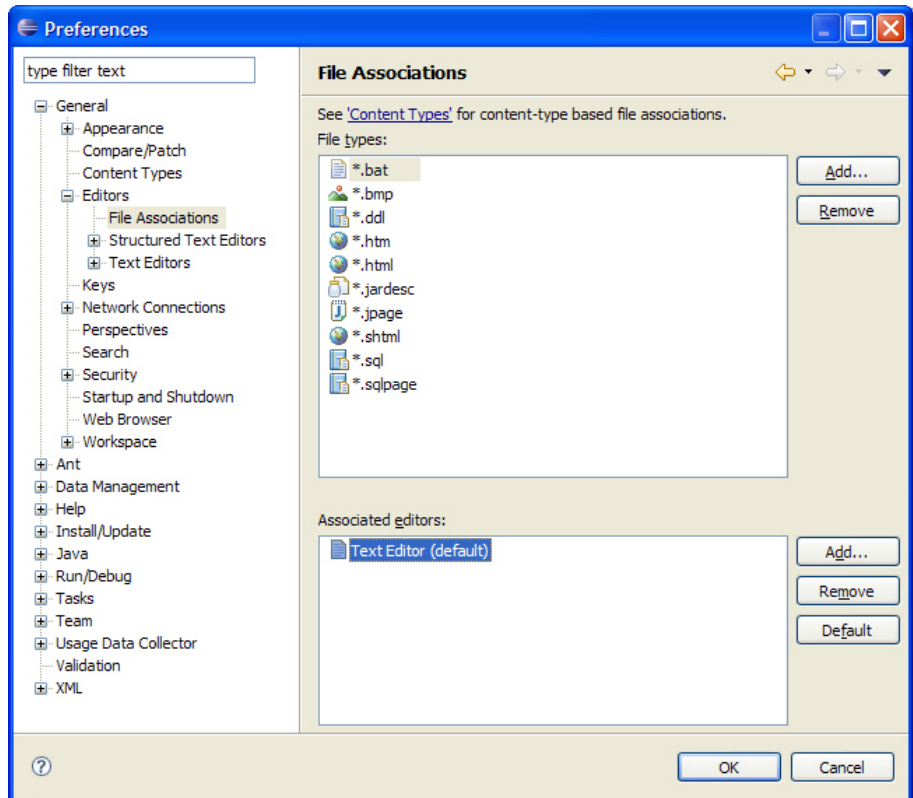 Preferences
type filter text
General
Appearance
Compare/Patch
Content Types
Editors
File Associations
Structured Text Editors
Text Editors
Keys
Network Connections
Perspectives
Search
Security
Startup and Shutdown
Web Browser
Workspace
Ant
Data Management
Help
Install/Update
Java
Run/Debug
Tasks
Team
Usage Data Collector
Validation
XML
File Associations
See 'Content Types' for content-type based file associations.
File types:
*.bat
*.bmp
*.ddl
*.htm
*.html
*.jardesc
*.jpage
*.shtml
*.sql
*.sqlpage
Add...
Remove
Associated editors:
Text Editor (default)
Add...
Remove
Default
OK
Cancel